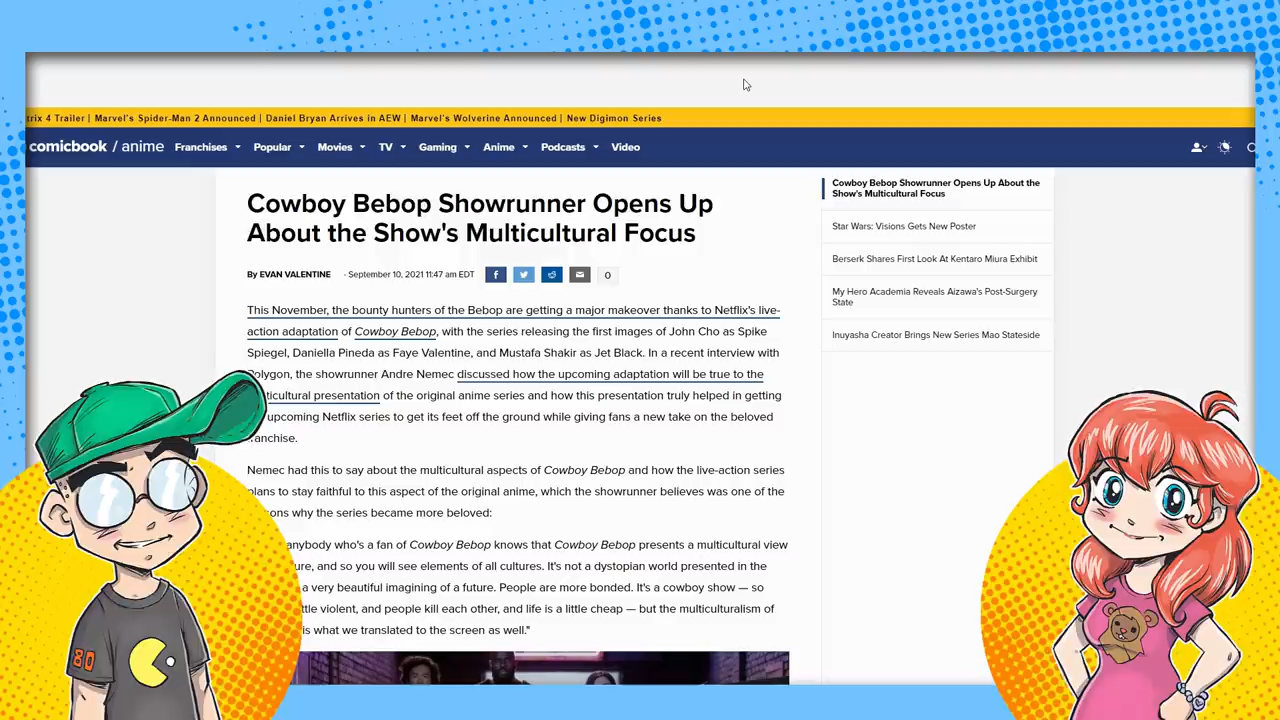 trix 4 Trailer | Marvel's Spider-Man 2 Announced | Daniel Bryan Arrives in AEW | Marvel's Wolverine Announced | New Digimon Series
comicbook / anime Franchises Popular Movies TV Gaming Anime Podcasts Video
Cowboy Bebop Showrunner Opens Up
About the Show's Multicultural Focus
By EVAN VALENTINE - September 10, 2021 11:47 am EDT 0
This November, the bounty hunters of the Bebop are getting a major makeover thanks to Netflix's live-
action adaptation of Cowboy Bebop, with the series releasing the first images of John Cho as Spike
Spiegel, Daniella Pineda as Faye Valentine, and Mustafa Shakir as Jet Black. In a recent interview with
Polygon, the showrunner Andre Nemec discussed how the upcoming adaptation will be true to the
ticultural presentation of the original anime series and how this presentation truly helped in getting
upcoming Netflix series to get its feet off the ground while giving fans a new take on the beloved
franchise.
Nemec had this to say about the multicultural aspects of Cowboy Bebop and how the live-action series
plans to stay faithful to this aspect of the original anime, which the showrunner believes was one of the
ons why the series became more beloved:
anybody who's a fan of Cowboy Bebop knows that Cowboy Bebop presents a multicultural view
ure, and so you will see elements of all cultures. It's not a dystopian world presented in the
a very beautiful imagining of a future. People are more bonded. It's a cowboy show — so
ttle violent, and people kill each other, and life is a little cheap — but the multiculturalism of
is what we translated to the screen as well."
Cowboy Bebop Showrunner Opens Up About the
Show's Multicultural Focus
Star Wars: Visions Gets New Poster
Berserk Shares First Look At Kentaro Miura Exhibit
My Hero Academia Reveals Aizawa's Post-Surgery
State
Inuyasha Creator Brings New Series Mao Stateside
80